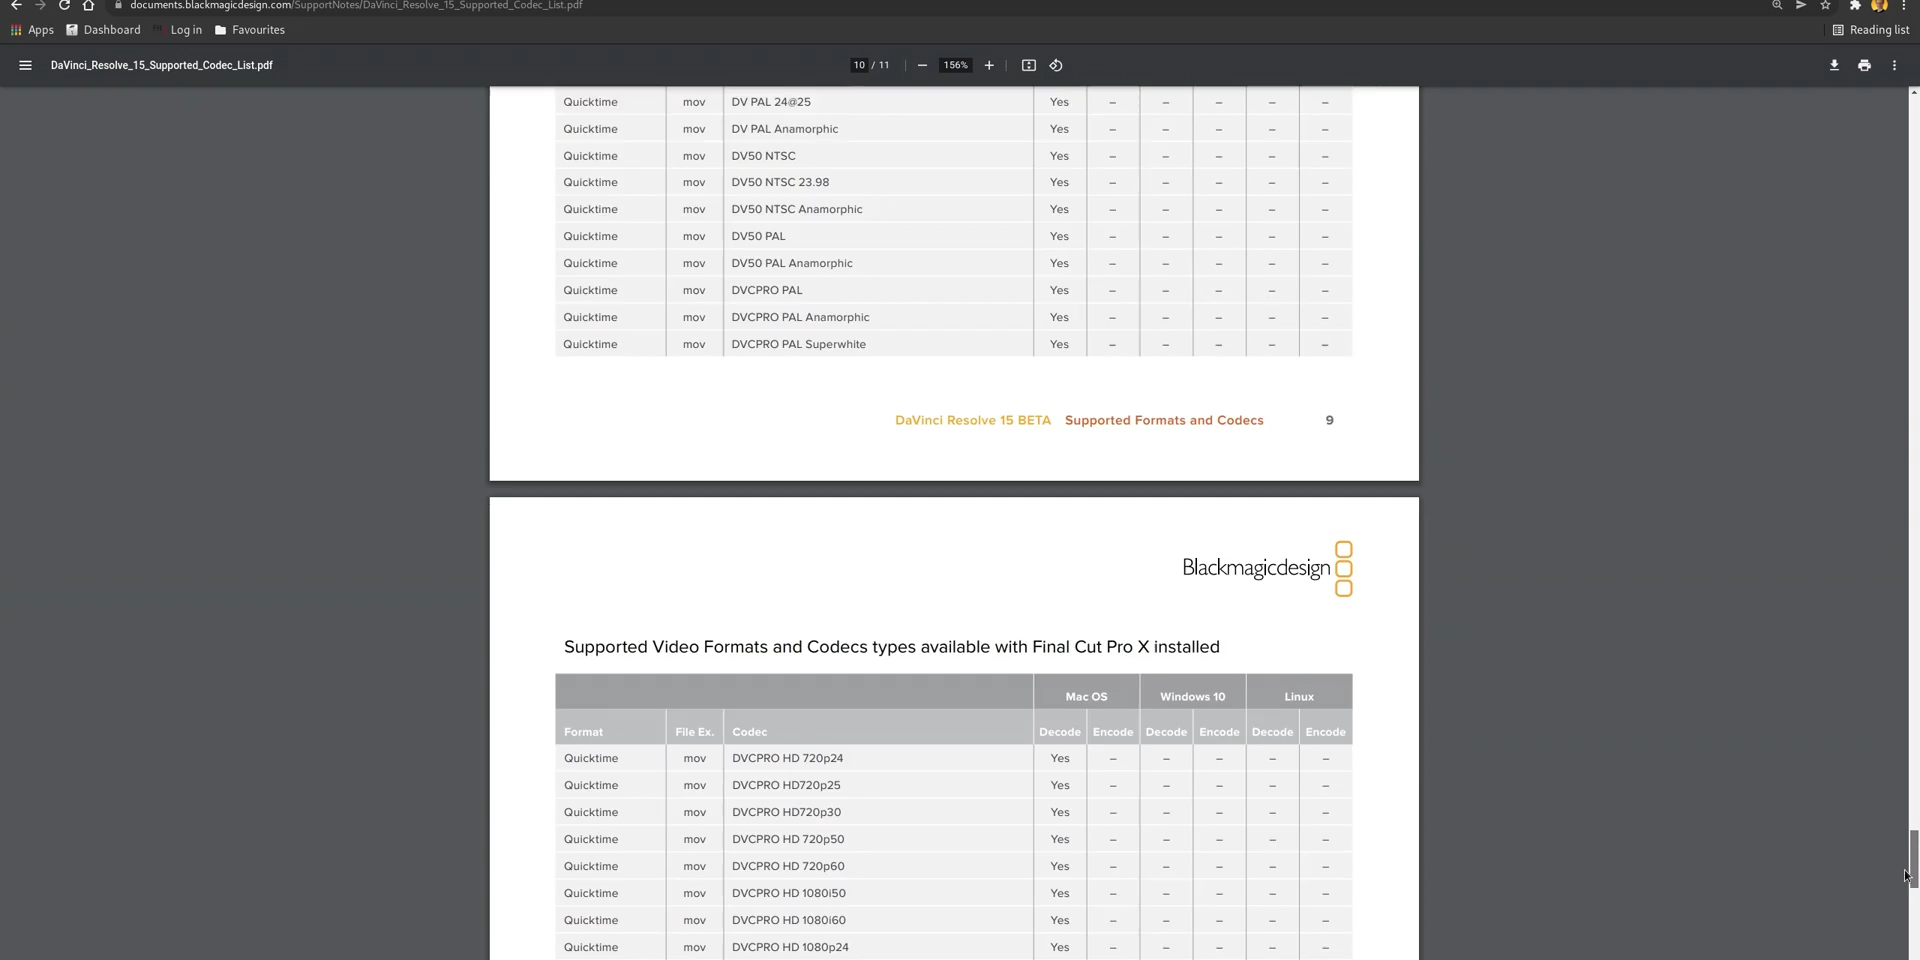 documents.blackmagicdesign.com/SupportNotes/DaVinci_Resolve_15_Supported_Codec_List.pdf
Apps Dashboard Log in Favourites Reading list
DaVinci_Resolve_15_Supported_Codec_List.pdf 10 / 11 156%
Quicktime mov DV PAL 24@25 Yes – – – – –
Quicktime mov DV PAL Anamorphic Yes – – – – –
Quicktime mov DV50 NTSC Yes – – – – –
Quicktime mov DV50 NTSC 23.98 Yes – – – – –
Quicktime mov DV50 NTSC Anamorphic Yes – – – – –
Quicktime mov DV50 PAL Yes – – – – –
Quicktime mov DV50 PAL Anamorphic Yes – – – – –
Quicktime mov DVCPRO PAL Yes – – – – –
Quicktime mov DVCPRO PAL Anamorphic Yes – – – – –
Quicktime mov DVCPRO PAL Superwhite Yes – – – – –
DaVinci Resolve 15 BETA Supported Formats and Codecs 9
Blackmagicdesign
Supported Video Formats and Codecs types available with Final Cut Pro X installed
Mac OS Windows 10 Linux
Format File Ex. Codec Decode Encode Decode Encode Decode Encode
Quicktime mov DVCPRO HD 720p24 Yes – – – – –
Quicktime mov DVCPRO HD720p25 Yes – – – – –
Quicktime mov DVCPRO HD720p30 Yes – – – – –
Quicktime mov DVCPRO HD 720p50 Yes – – – – –
Quicktime mov DVCPRO HD 720p60 Yes – – – – –
Quicktime mov DVCPRO HD 1080i50 Yes – – – – –
Quicktime mov DVCPRO HD 1080i60 Yes – – – – –
Quicktime mov DVCPRO HD 1080p24 Yes – – – – –